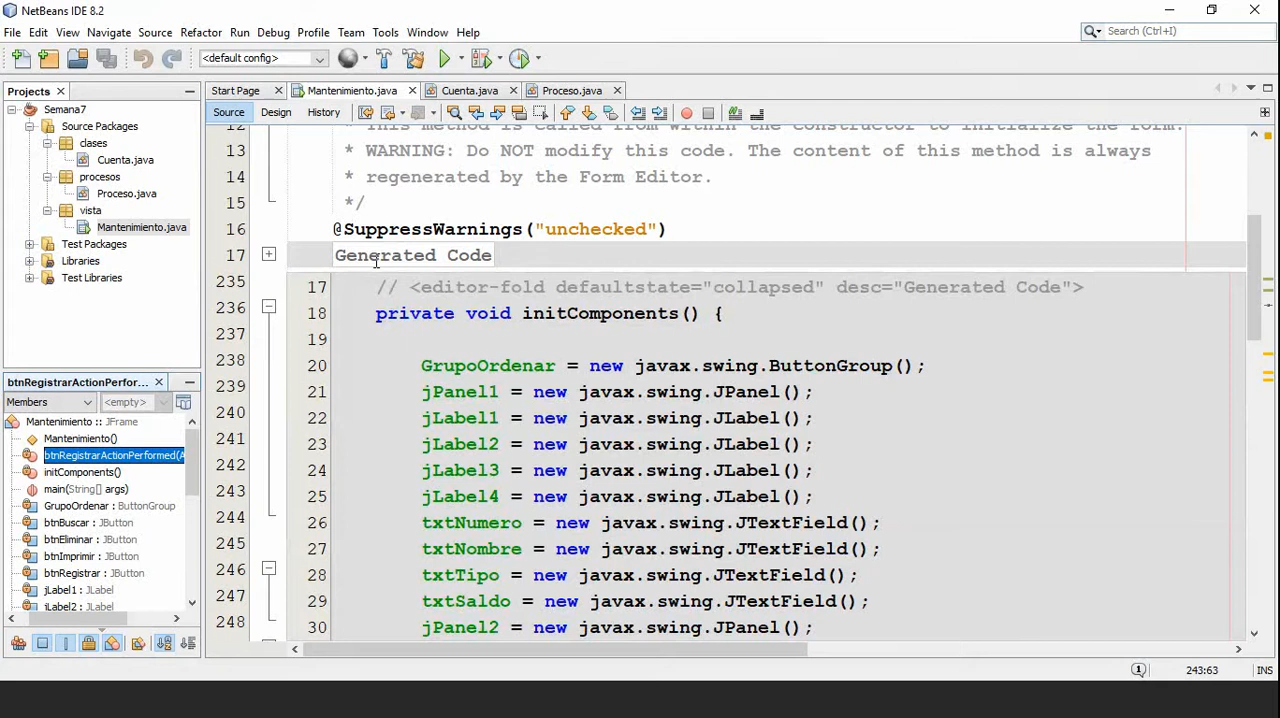 NetBeans IDE 8.2
File Edit View Navigate Source Refactor Run Debug Profile Team Tools Window Help
Search (Ctrl+I)
<default config>
Projects
Start Page Mantenimiento.java Cuenta.java Proceso.java
Semana7
Source Design History
Source Packages
clases
Cuenta.java
procesos
Proceso.java
vista
Mantenimiento.java
Test Packages
Libraries
Test Libraries
12 * This method is called from within the constructor to initialize the form.
13 * WARNING: Do NOT modify this code. The content of this method is always
14 * regenerated by the Form Editor.
15 */
16 @SuppressWarnings("unchecked")
17 Generated Code
235 17 // <editor-fold defaultstate="collapsed" desc="Generated Code">
236 18 private void initComponents() {
237 19
238 20 GrupoOrdenar = new javax.swing.ButtonGroup();
239 21 jPanel1 = new javax.swing.JPanel();
240 22 jLabel1 = new javax.swing.JLabel();
241 23 jLabel2 = new javax.swing.JLabel();
242 24 jLabel3 = new javax.swing.JLabel();
243 25 jLabel4 = new javax.swing.JLabel();
244 26 txtNumero = new javax.swing.JTextField();
245 27 txtNombre = new javax.swing.JTextField();
246 28 txtTipo = new javax.swing.JTextField();
247 29 txtSaldo = new javax.swing.JTextField();
248 30 jPanel2 = new javax.swing.JPanel();
btnRegistrarActionPerfor...
Members <empty>
Mantenimiento :: JFrame
Mantenimiento()
btnRegistrarActionPerformed(A
initComponents()
main(String[] args)
GrupoOrdenar : ButtonGroup
btnBuscar : JButton
btnEliminar : JButton
btnImprimir : JButton
btnRegistrar : JButton
jLabel1 : JLabel
jLabel2 : JLabel
1 243:63 INS